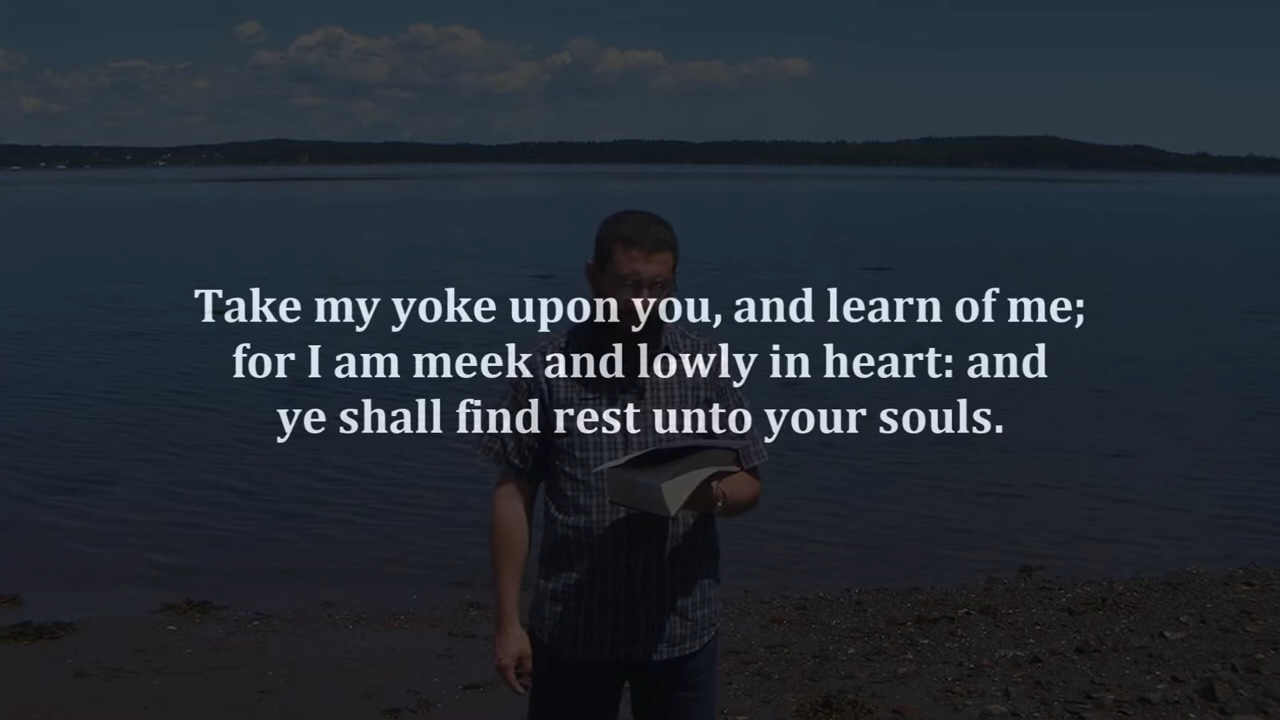 Take my yoke upon you, and learn of me;
for I am meek and lowly in heart: and
ye shall find rest unto your souls.